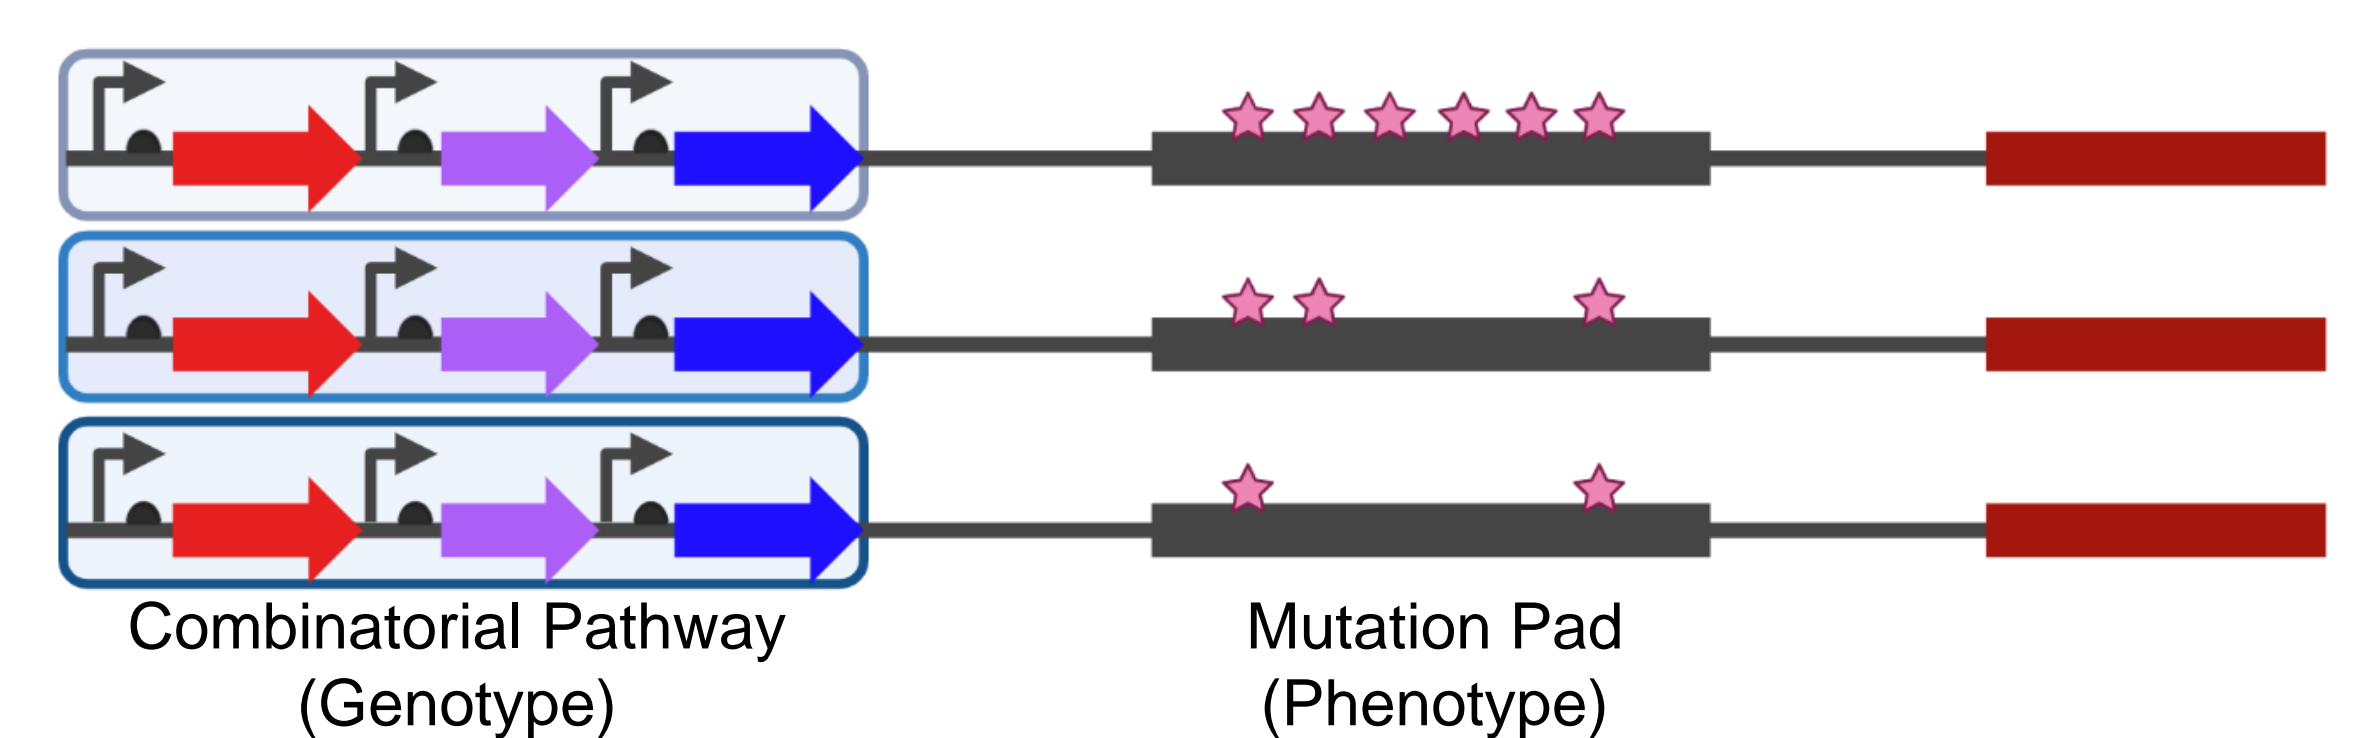 Combinatorial Pathway
(Genotype)
Mutation Pad
(Phenotype)